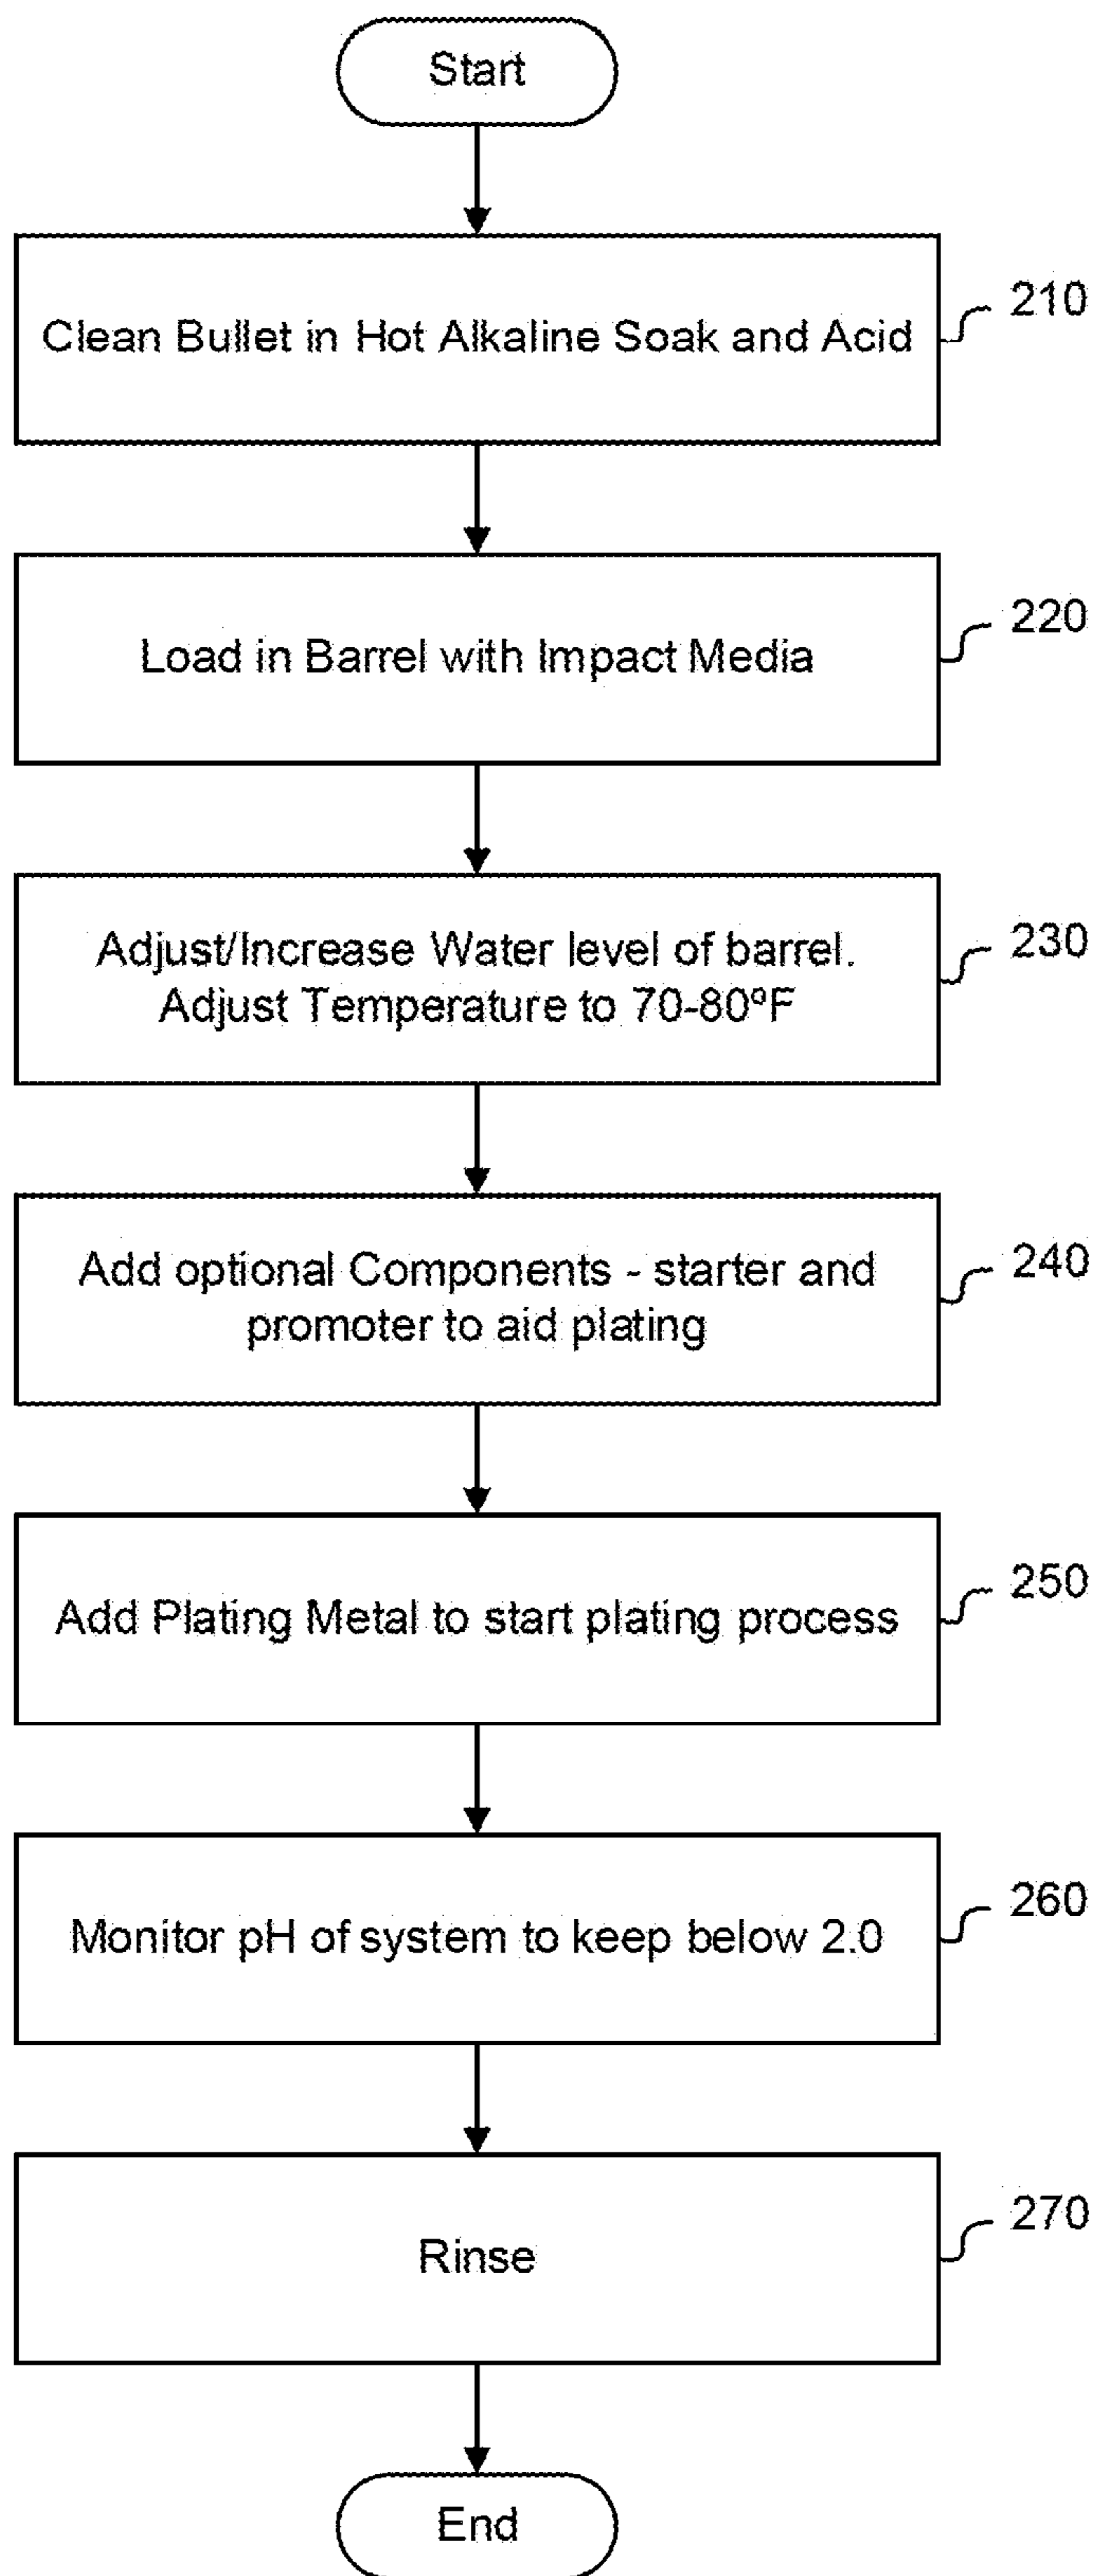 Start
Clean Bullet in Hot Alkaline Soak and Acid
210
Load in Barrel with Impact Media
220
Adjust/Increase Water level of barrel.
Adjust Temperature to 70-80ºF
230
Add optional Components - starter and
promoter to aid plating
240
Add Plating Metal to start plating process
250
Monitor pH of system to keep below 2.0
260
Rinse
270
End